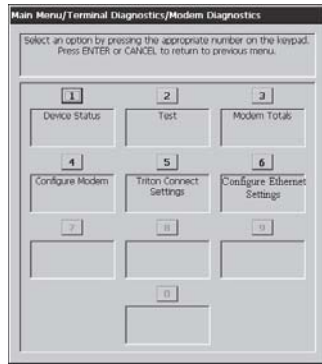 Main Menu/Terminal Diagnostics/Modem Diagnostics
Select an option by pressing the appropriate number on the keypad.
Press ENTER or CANCEL to return to previous menu.
1 2 3
Device Status Test Modem Totals
4 5 6
Configure Modem Triton Connect Settings Configure Ethernet Settings
7 8 9
0